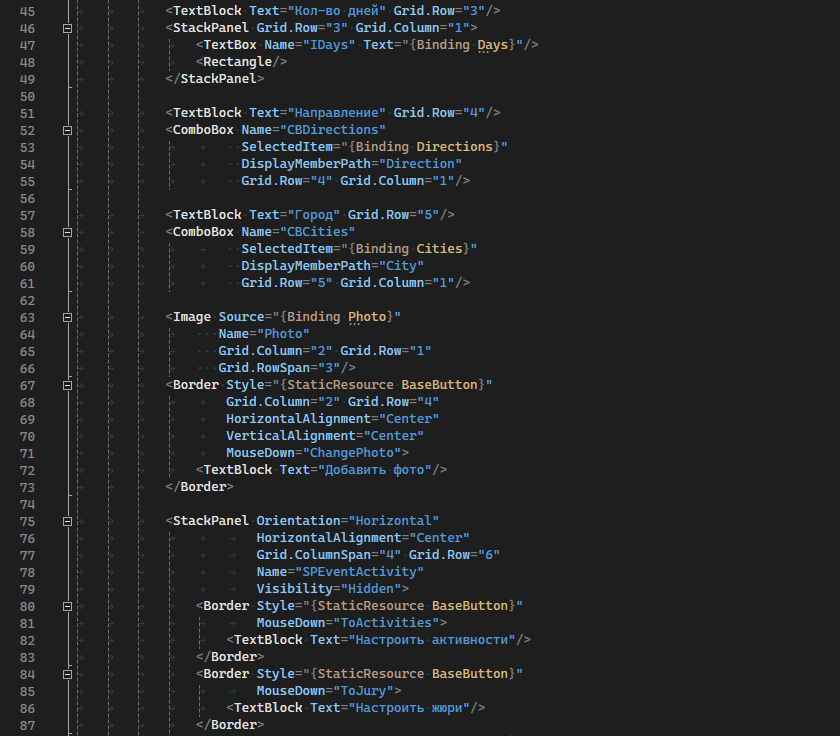 45 <TextBlock Text="Кол-во дней" Grid.Row="3"/>
46 <StackPanel Grid.Row="3" Grid.Column="1">
47 <TextBox Name="IDays" Text="{Binding Days}"/>
48 <Rectangle/>
49 </StackPanel>
50
51 <TextBlock Text="Направление" Grid.Row="4"/>
52 <ComboBox Name="CBDirections"
53 SelectedItem="{Binding Directions}"
54 DisplayMemberPath="Direction"
55 Grid.Row="4" Grid.Column="1"/>
56
57 <TextBlock Text="Город" Grid.Row="5"/>
58 <ComboBox Name="CBCities"
59 SelectedItem="{Binding Cities}"
60 DisplayMemberPath="City"
61 Grid.Row="5" Grid.Column="1"/>
62
63 <Image Source="{Binding Photo}"
64 Name="Photo"
65 Grid.Column="2" Grid.Row="1"
66 Grid.RowSpan="3"/>
67 <Border Style="{StaticResource BaseButton}"
68 Grid.Column="2" Grid.Row="4"
69 HorizontalAlignment="Center"
70 VerticalAlignment="Center"
71 MouseDown="ChangePhoto">
72 <TextBlock Text="Добавить фото"/>
73 </Border>
74
75 <StackPanel Orientation="Horizontal"
76 HorizontalAlignment="Center"
77 Grid.ColumnSpan="4" Grid.Row="6"
78 Name="SPEventActivity"
79 Visibility="Hidden">
80 <Border Style="{StaticResource BaseButton}"
81 MouseDown="ToActivities">
82 <TextBlock Text="Настроить активности"/>
83 </Border>
84 <Border Style="{StaticResource BaseButton}"
85 MouseDown="ToJury">
86 <TextBlock Text="Настроить жюри"/>
87 </Border>